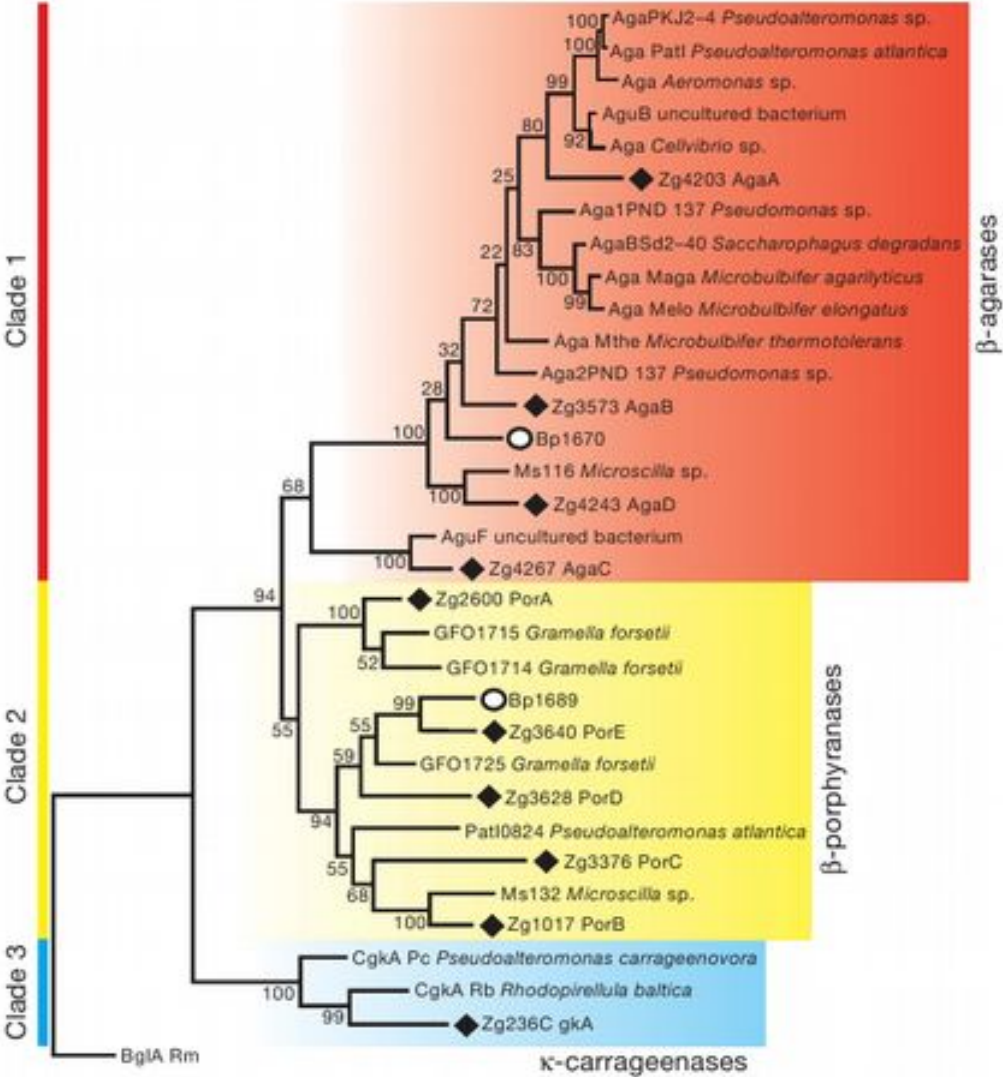 100 AgaPKJ2–4 Pseudoalteromonas sp.
100 Aga PatI Pseudoalteromonas atlantica
Aga Aeromonas sp.
99
AguB uncultured bacterium
92 Aga Cellvibrio sp.
80
Zg4203 AgaA
25
Aga1PND 137 Pseudomonas sp.
83
AgaBSd2–40 Saccharophagus degradans
100
Aga Maga Microbulbifer agarilyticus
99 Aga Melo Microbulbifer elongatus
22
Aga Mthe Microbulbifer thermotolerans
72
Aga2PND 137 Pseudomonas sp.
32
Zg3573 AgaB
28
Bp1670
100
Ms116 Microscilla sp.
100
Zg4243 AgaD
68
AguF uncultured bacterium
100
Zg4267 AgaC
94
Zg2600 PorA
100
GFO1715 Gramella forsetii
52
GFO1714 Gramella forsetii
55
Bp1689
99
Zg3640 PorE
55
GFO1725 Gramella forsetii
59
Zg3628 PorD
94
PatI0824 Pseudoalteromonas atlantica
55
Zg3376 PorC
68
Ms132 Microscilla sp.
100
Zg1017 PorB
CgkA Pc Pseudoalteromonas carrageenovora
100
CgkA Rb Rhodopirellula baltica
99
Zg236C gkA
BglA Rm
Clade 1
Clade 2
Clade 3
β-agarases
β-porphyranases
κ-carrageenases